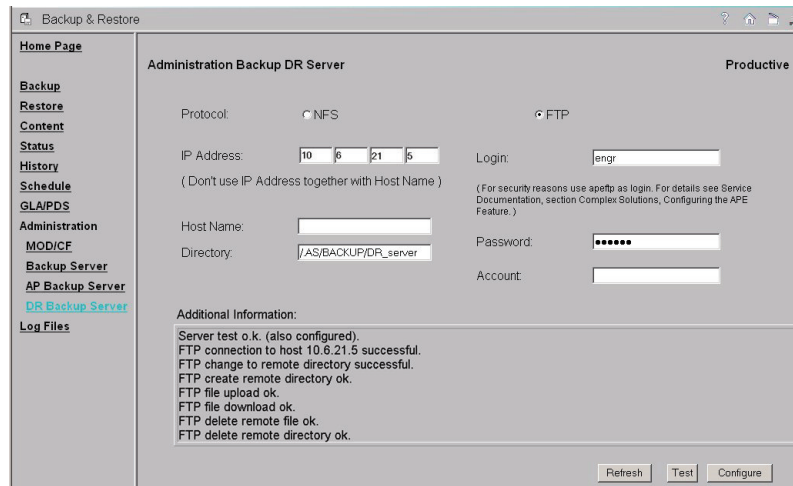 Backup & Restore
?
Home Page
Backup
Restore
Content
Status
History
Schedule
GLA/PDS
Administration
MOD/CF
Backup Server
AP Backup Server
DR Backup Server
Log Files
Administration Backup DR Server
Productive
Protocol:
NFS
FTP
IP Address:
10 6 21 5
( Don't use IP Address together with Host Name )
Host Name:
Directory:
/.AS/BACKUP/DR_server
Login:
engr
( For security reasons use apeftp as login. For details see Service
Documentation, section Complex Solutions, Configuring the APE
Feature. )
Password:
●●●●●●
Account:
Additional Information:
Server test o.k. (also configured).
FTP connection to host 10.6.21.5 successful.
FTP change to remote directory successful.
FTP create remote directory ok.
FTP file upload ok.
FTP file download ok.
FTP delete remote file ok.
FTP delete remote directory ok.
Refresh
Test
Configure